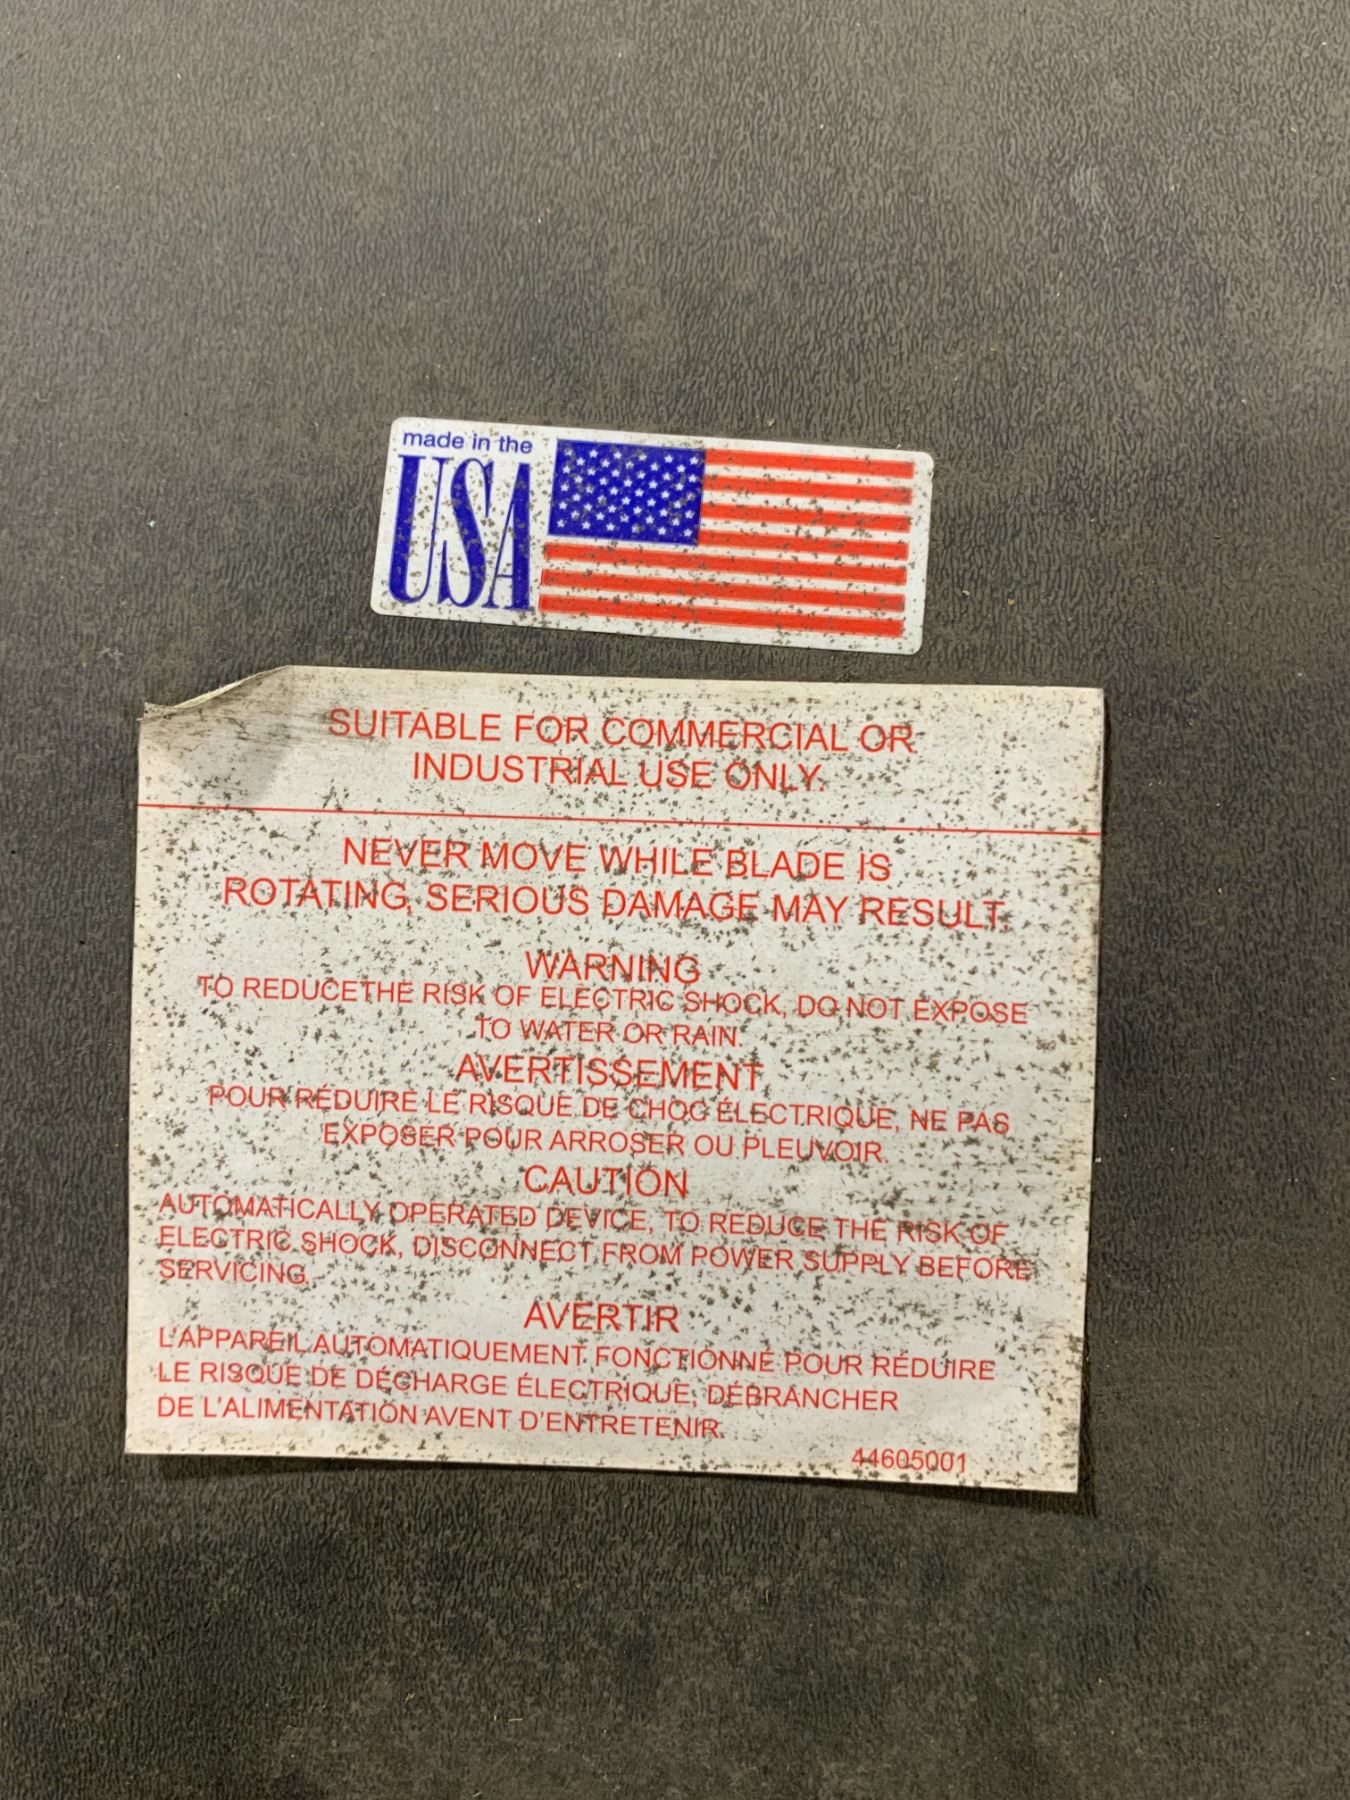 made in the
USA
SUITABLE FOR COMMERCIAL OR
INDUSTRIAL USE ONLY.
NEVER MOVE WHILE BLADE IS
ROTATING, SERIOUS DAMAGE MAY RESULT.
WARNING
TO REDUCETHE RISK OF ELECTRIC SHOCK, DO NOT EXPOSE
TO WATER OR RAIN.
AVERTISSEMENT
POUR RÉDUIRE LE RISQUE DE CHOC ÉLECTRIQUE, NE PAS
EXPOSER POUR ARROSER OU PLEUVOIR.
CAUTION
AUTOMATICALLY OPERATED DEVICE, TO REDUCE THE RISK OF
ELECTRIC SHOCK, DISCONNECT FROM POWER SUPPLY BEFORE
SERVICING.
AVERTIR
L'APPAREIL AUTOMATIQUEMENT FONCTIONNE POUR RÉDUIRE
LE RISQUE DE DÉCHARGE ÉLECTRIQUE, DÉBRANCHER
DE L'ALIMENTATION AVENT D'ENTRETENIR.
44605001